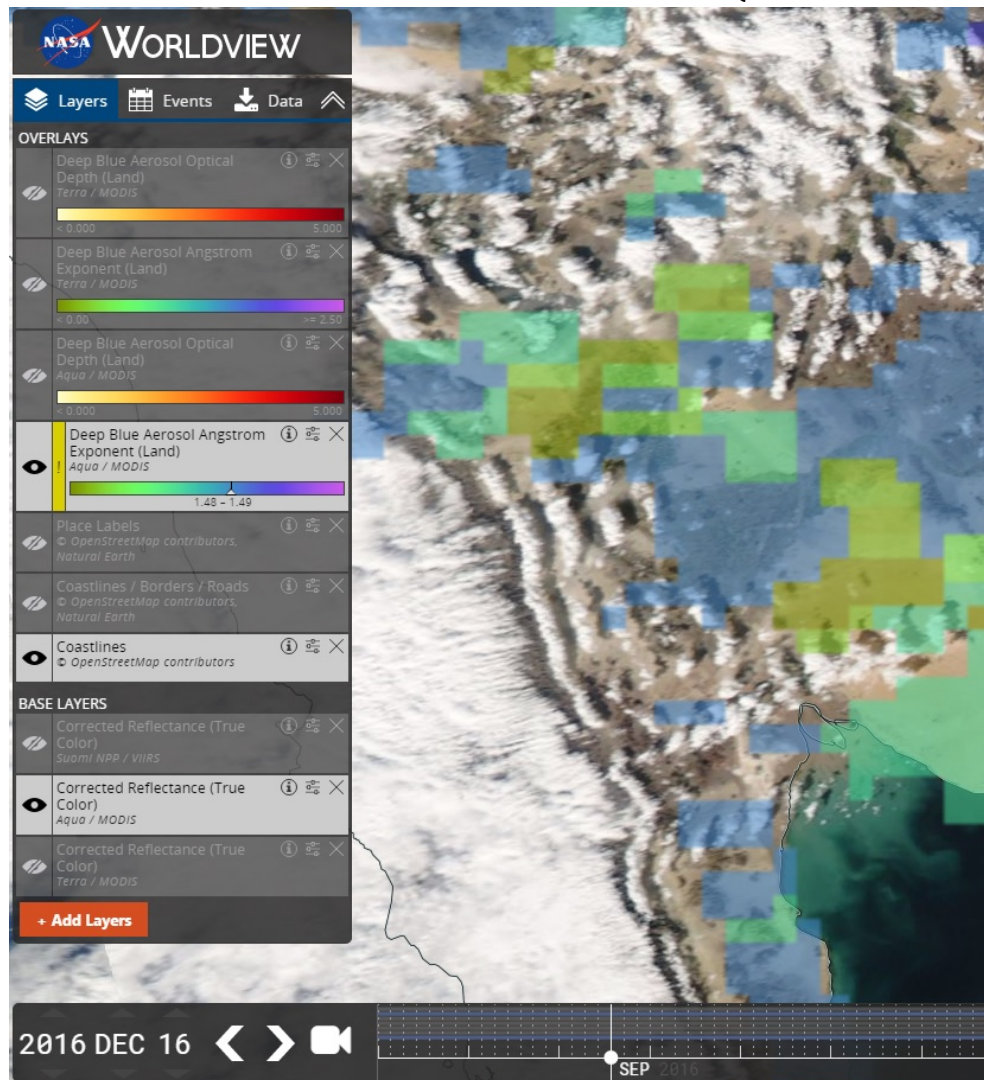 NASA WORLDVIEW
Layers Events Data
OVERLAYS
Deep Blue Aerosol Optical
Depth (Land)
Terra / MODIS
< 0.000 5.000
Deep Blue Aerosol Angstrom
Exponent (Land)
Terra / MODIS
< 0.00 >= 2.50
Deep Blue Aerosol Optical
Depth (Land)
Aqua / MODIS
< 0.000 5.000
Deep Blue Aerosol Angstrom
Exponent (Land)
Aqua / MODIS
1.48 – 1.49
Place Labels
© OpenStreetMap contributors,
Natural Earth
Coastlines / Borders / Roads
© OpenStreetMap contributors,
Natural Earth
Coastlines
© OpenStreetMap contributors
BASE LAYERS
Corrected Reflectance (True
Color)
Suomi NPP / VIIRS
Corrected Reflectance (True
Color)
Aqua / MODIS
Corrected Reflectance (True
Color)
Terra / MODIS
+ Add Layers
2016 DEC 16
SEP 2016